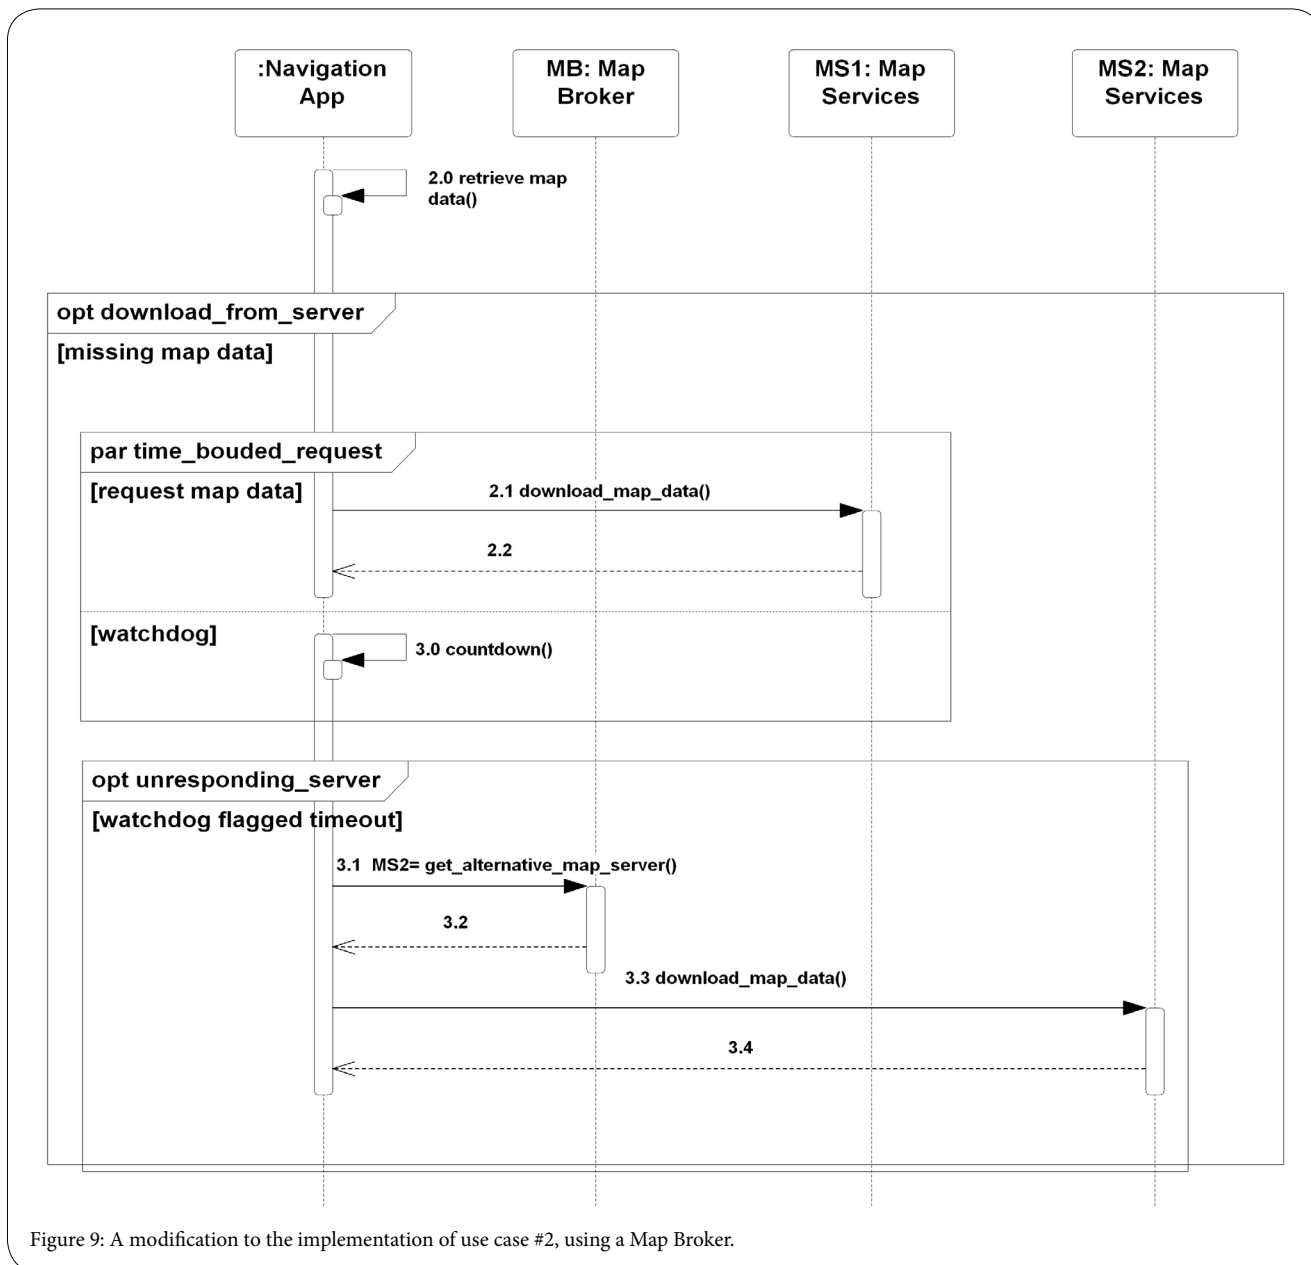 :Navigation
App
MB: Map
Broker
MS1: Map
Services
MS2: Map
Services
2.0 retrieve map
data()
opt download_from_server
[missing map data]
par time_bouded_request
[request map data]
2.1 download_map_data()
2.2
[watchdog]
3.0 countdown()
opt unresponding_server
[watchdog flagged timeout]
3.1 MS2= get_alternative_map_server()
3.2
3.3 download_map_data()
3.4
Figure 9: A modification to the implementation of use case #2, using a Map Broker.